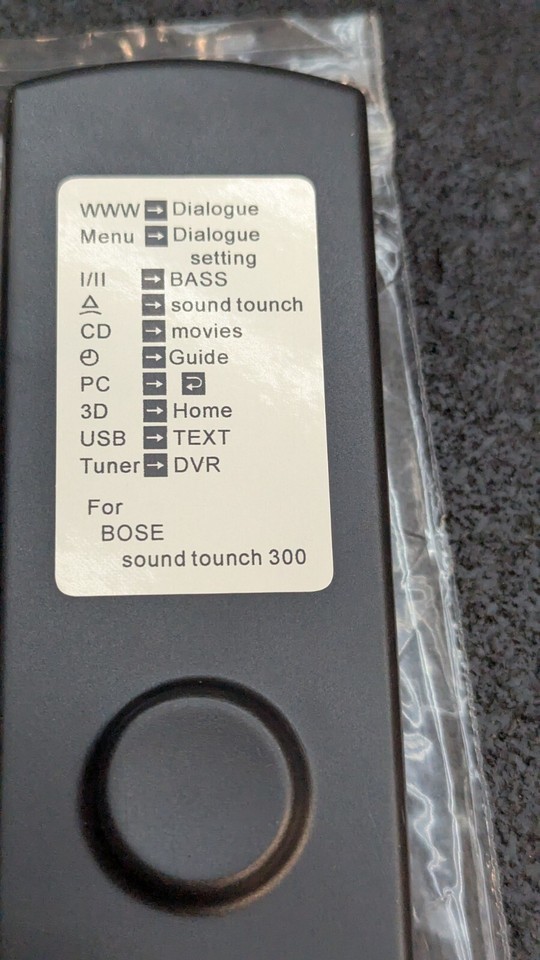 WWW → Dialogue
Menu → Dialogue
setting
I/II → BASS
→ sound tounch
CD → movies
→ Guide
PC →
3D → Home
USB → TEXT
Tuner → DVR
For
BOSE
sound tounch 300